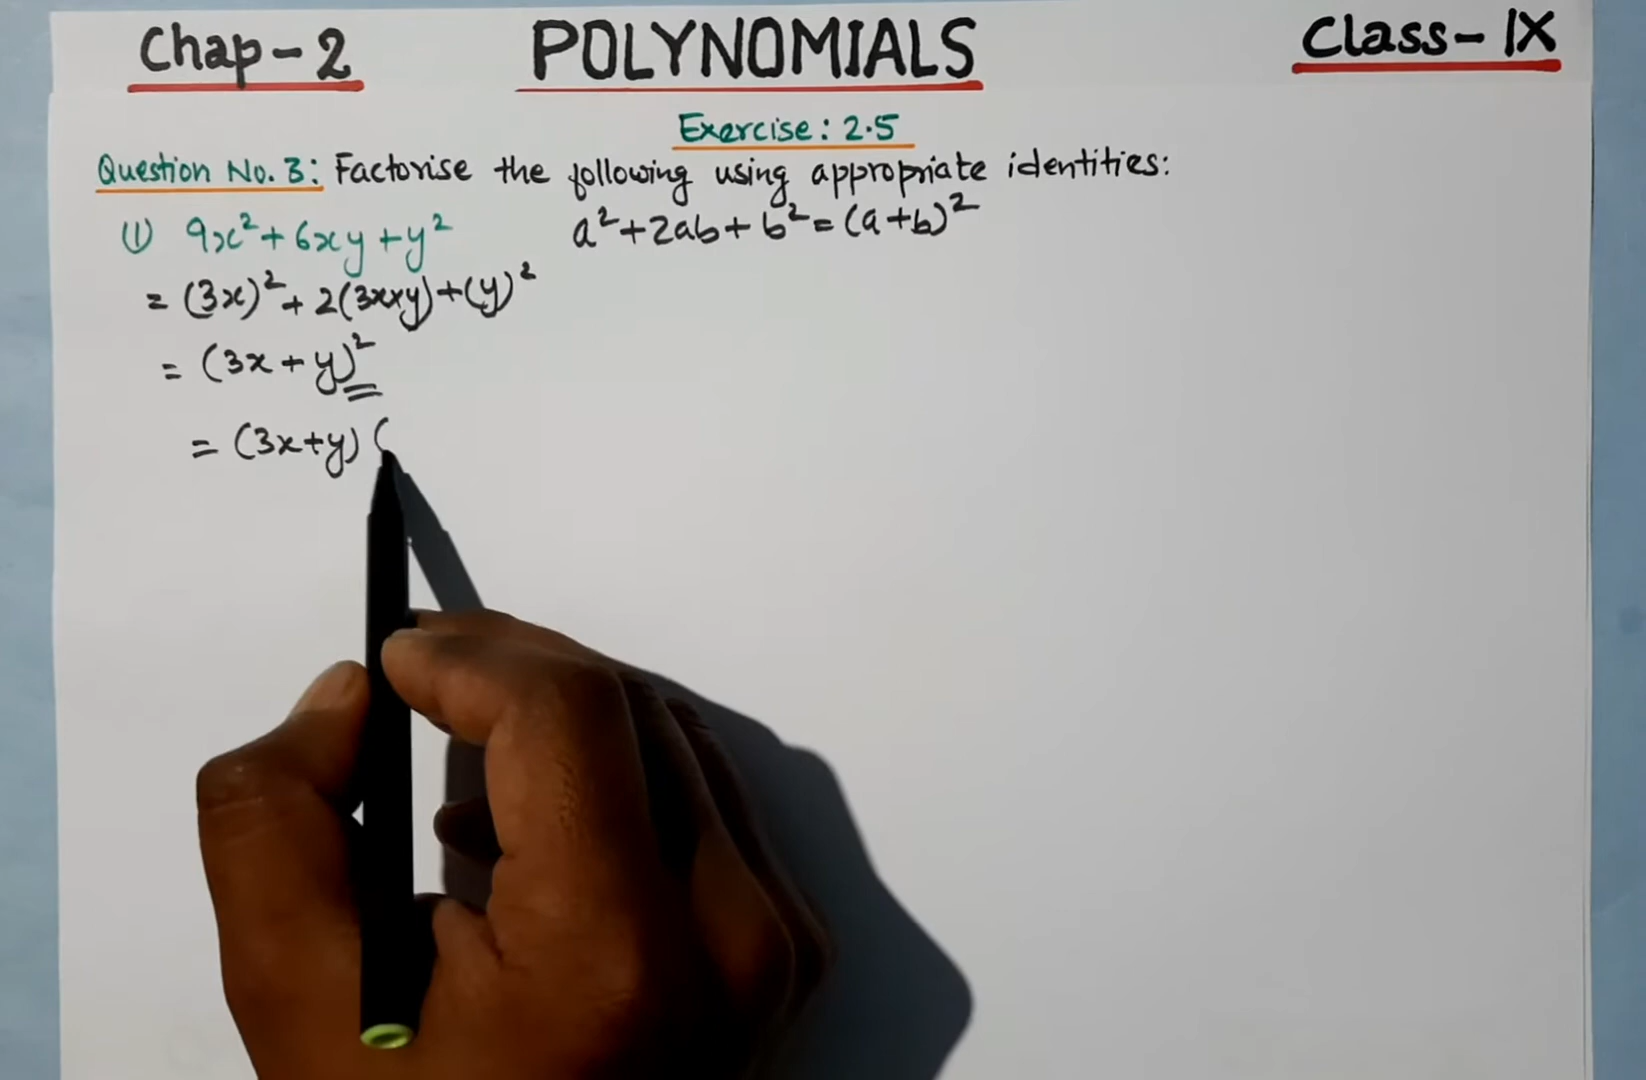 Chap-2 POLYNOMIALS Class-IX
Exercise: 2.5
Question No. 3: Factorise the following using appropriate identities:
(i) 9x²+6xy+y² a²+2ab+b²=(a+b)²
= (3x)²+2(3x×y)+(y)²
= (3x+y)²
= (3x+y)(